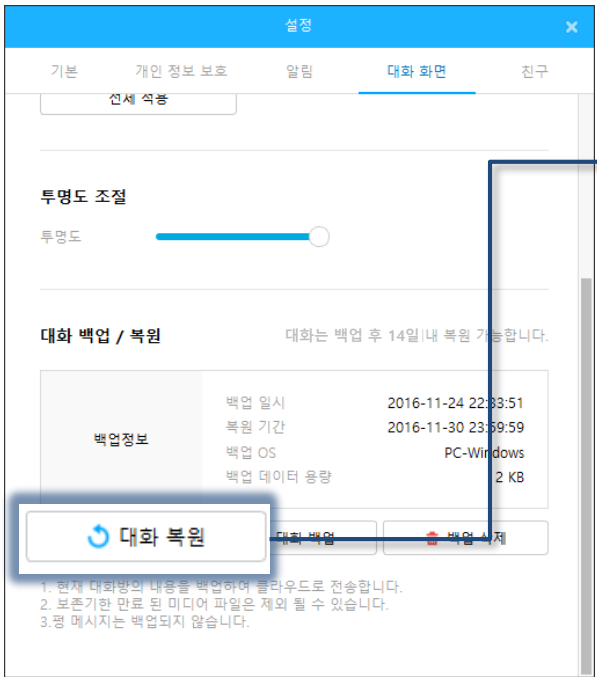 설정
기본 개인 정보 보호 알림 대화 화면 친구
전체 적용
투명도 조절
투명도
대화 백업 / 복원 대화는 백업 후 14일내 복원 가능합니다.
백업정보
백업 일시 2016-11-24 22:33:51
복원 기간 2016-11-30 23:59:59
백업 OS PC-Windows
백업 데이터 용량 2 KB
대화 복원 대화 백업 백업 삭제
1. 현재 대화방의 내용을 백업하여 클라우드로 전송합니다.
2. 보존기한 만료 된 미디어 파일은 제외 될 수 있습니다.
3.펑 메시지는 백업되지 않습니다.